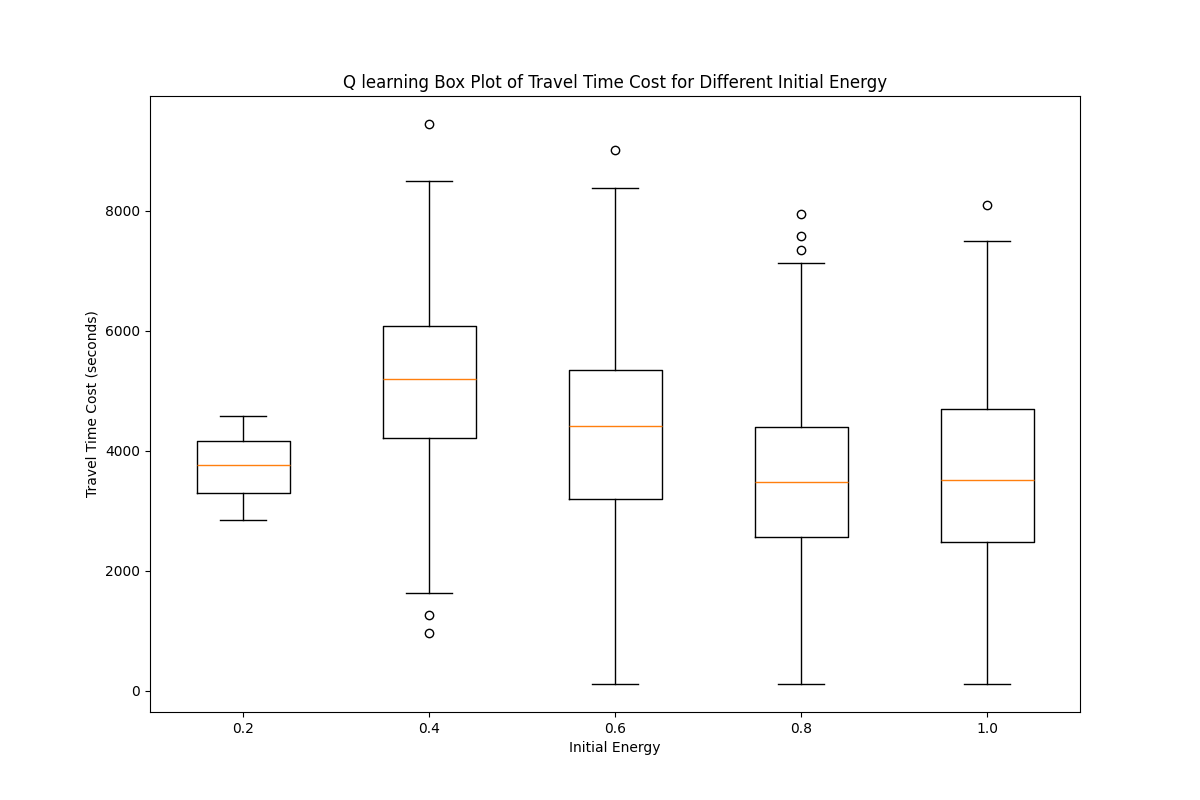 Q learning Box Plot of Travel Time Cost for Different Initial Energy
Travel Time Cost (seconds)
8000
6000
4000
2000
0
0.2 0.4 0.6 0.8 1.0
Initial Energy